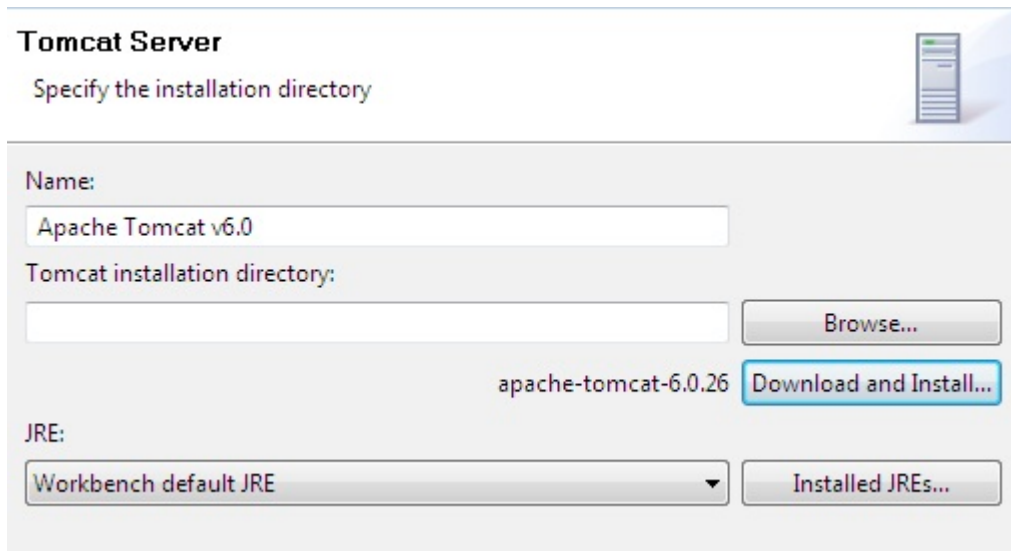 Tomcat Server
Specify the installation directory
Name:
Apache Tomcat v6.0
Tomcat installation directory:
Browse...
apache-tomcat-6.0.26 Download and Install...
JRE:
Workbench default JRE Installed JREs...